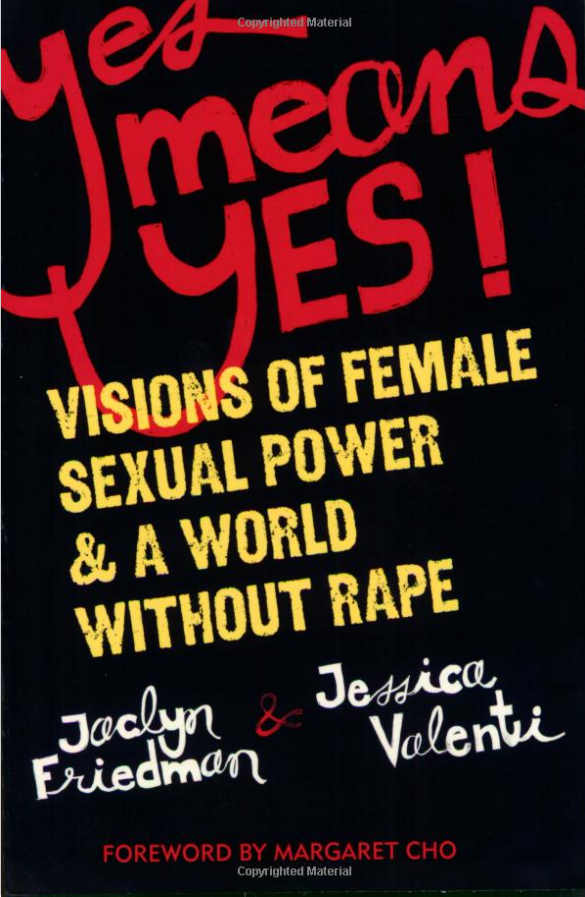 Copyrighted Material
yes
means
YES!
VISIONS OF FEMALE
SEXUAL POWER
& A WORLD
WITHOUT RAPE
Jaclyn & Jessica
Friedman Valenti
FOREWORD BY MARGARET CHO
Copyrighted Material